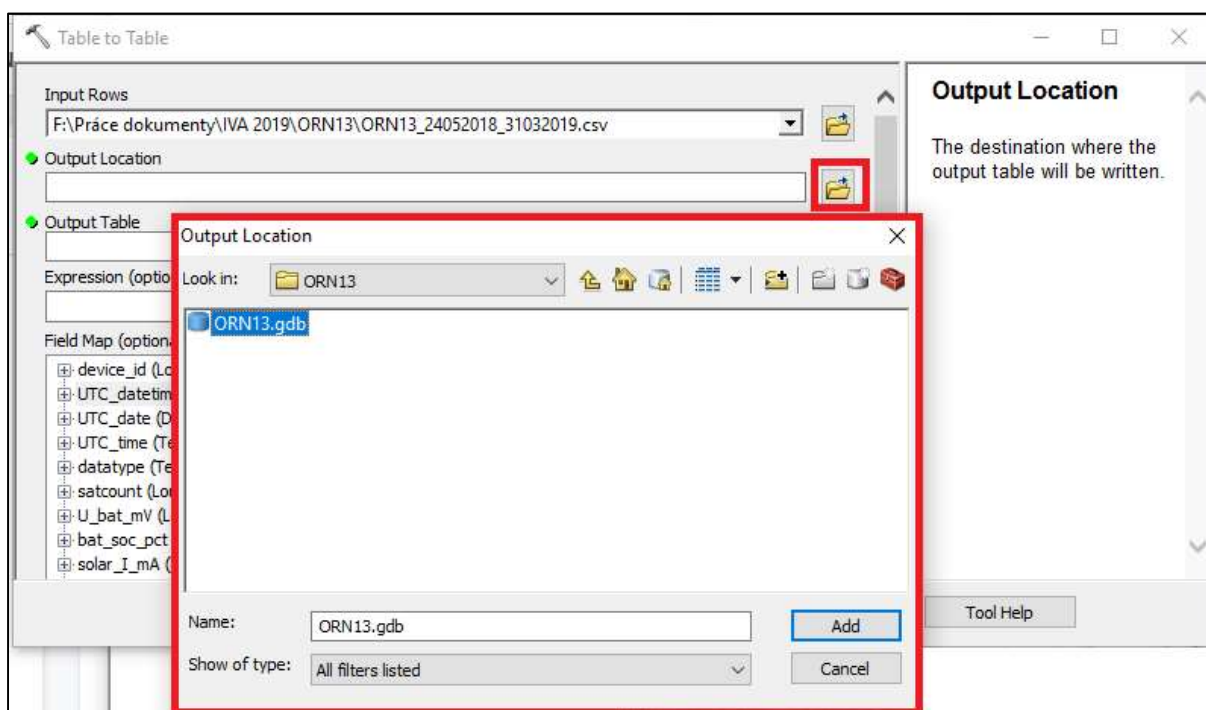 Table to Table
Input Rows
F:\Práce dokumenty\IVA 2019\ORN13\ORN13_24052018_31032019.csv
Output Location
Output Table
Expression (optio
Field Map (option
device_id (Lo
UTC_datetim
UTC_date (D
UTC_time (Te
datatype (Te
satcount (Lon
U_bat_mV (L
bat_soc_pct
solar_I_mA (
Output Location
Look in:
ORN13
ORN13.gdb
Name:
ORN13.gdb
Add
Show of type:
All filters listed
Cancel
Output Location
The destination where the
output table will be written.
Tool Help